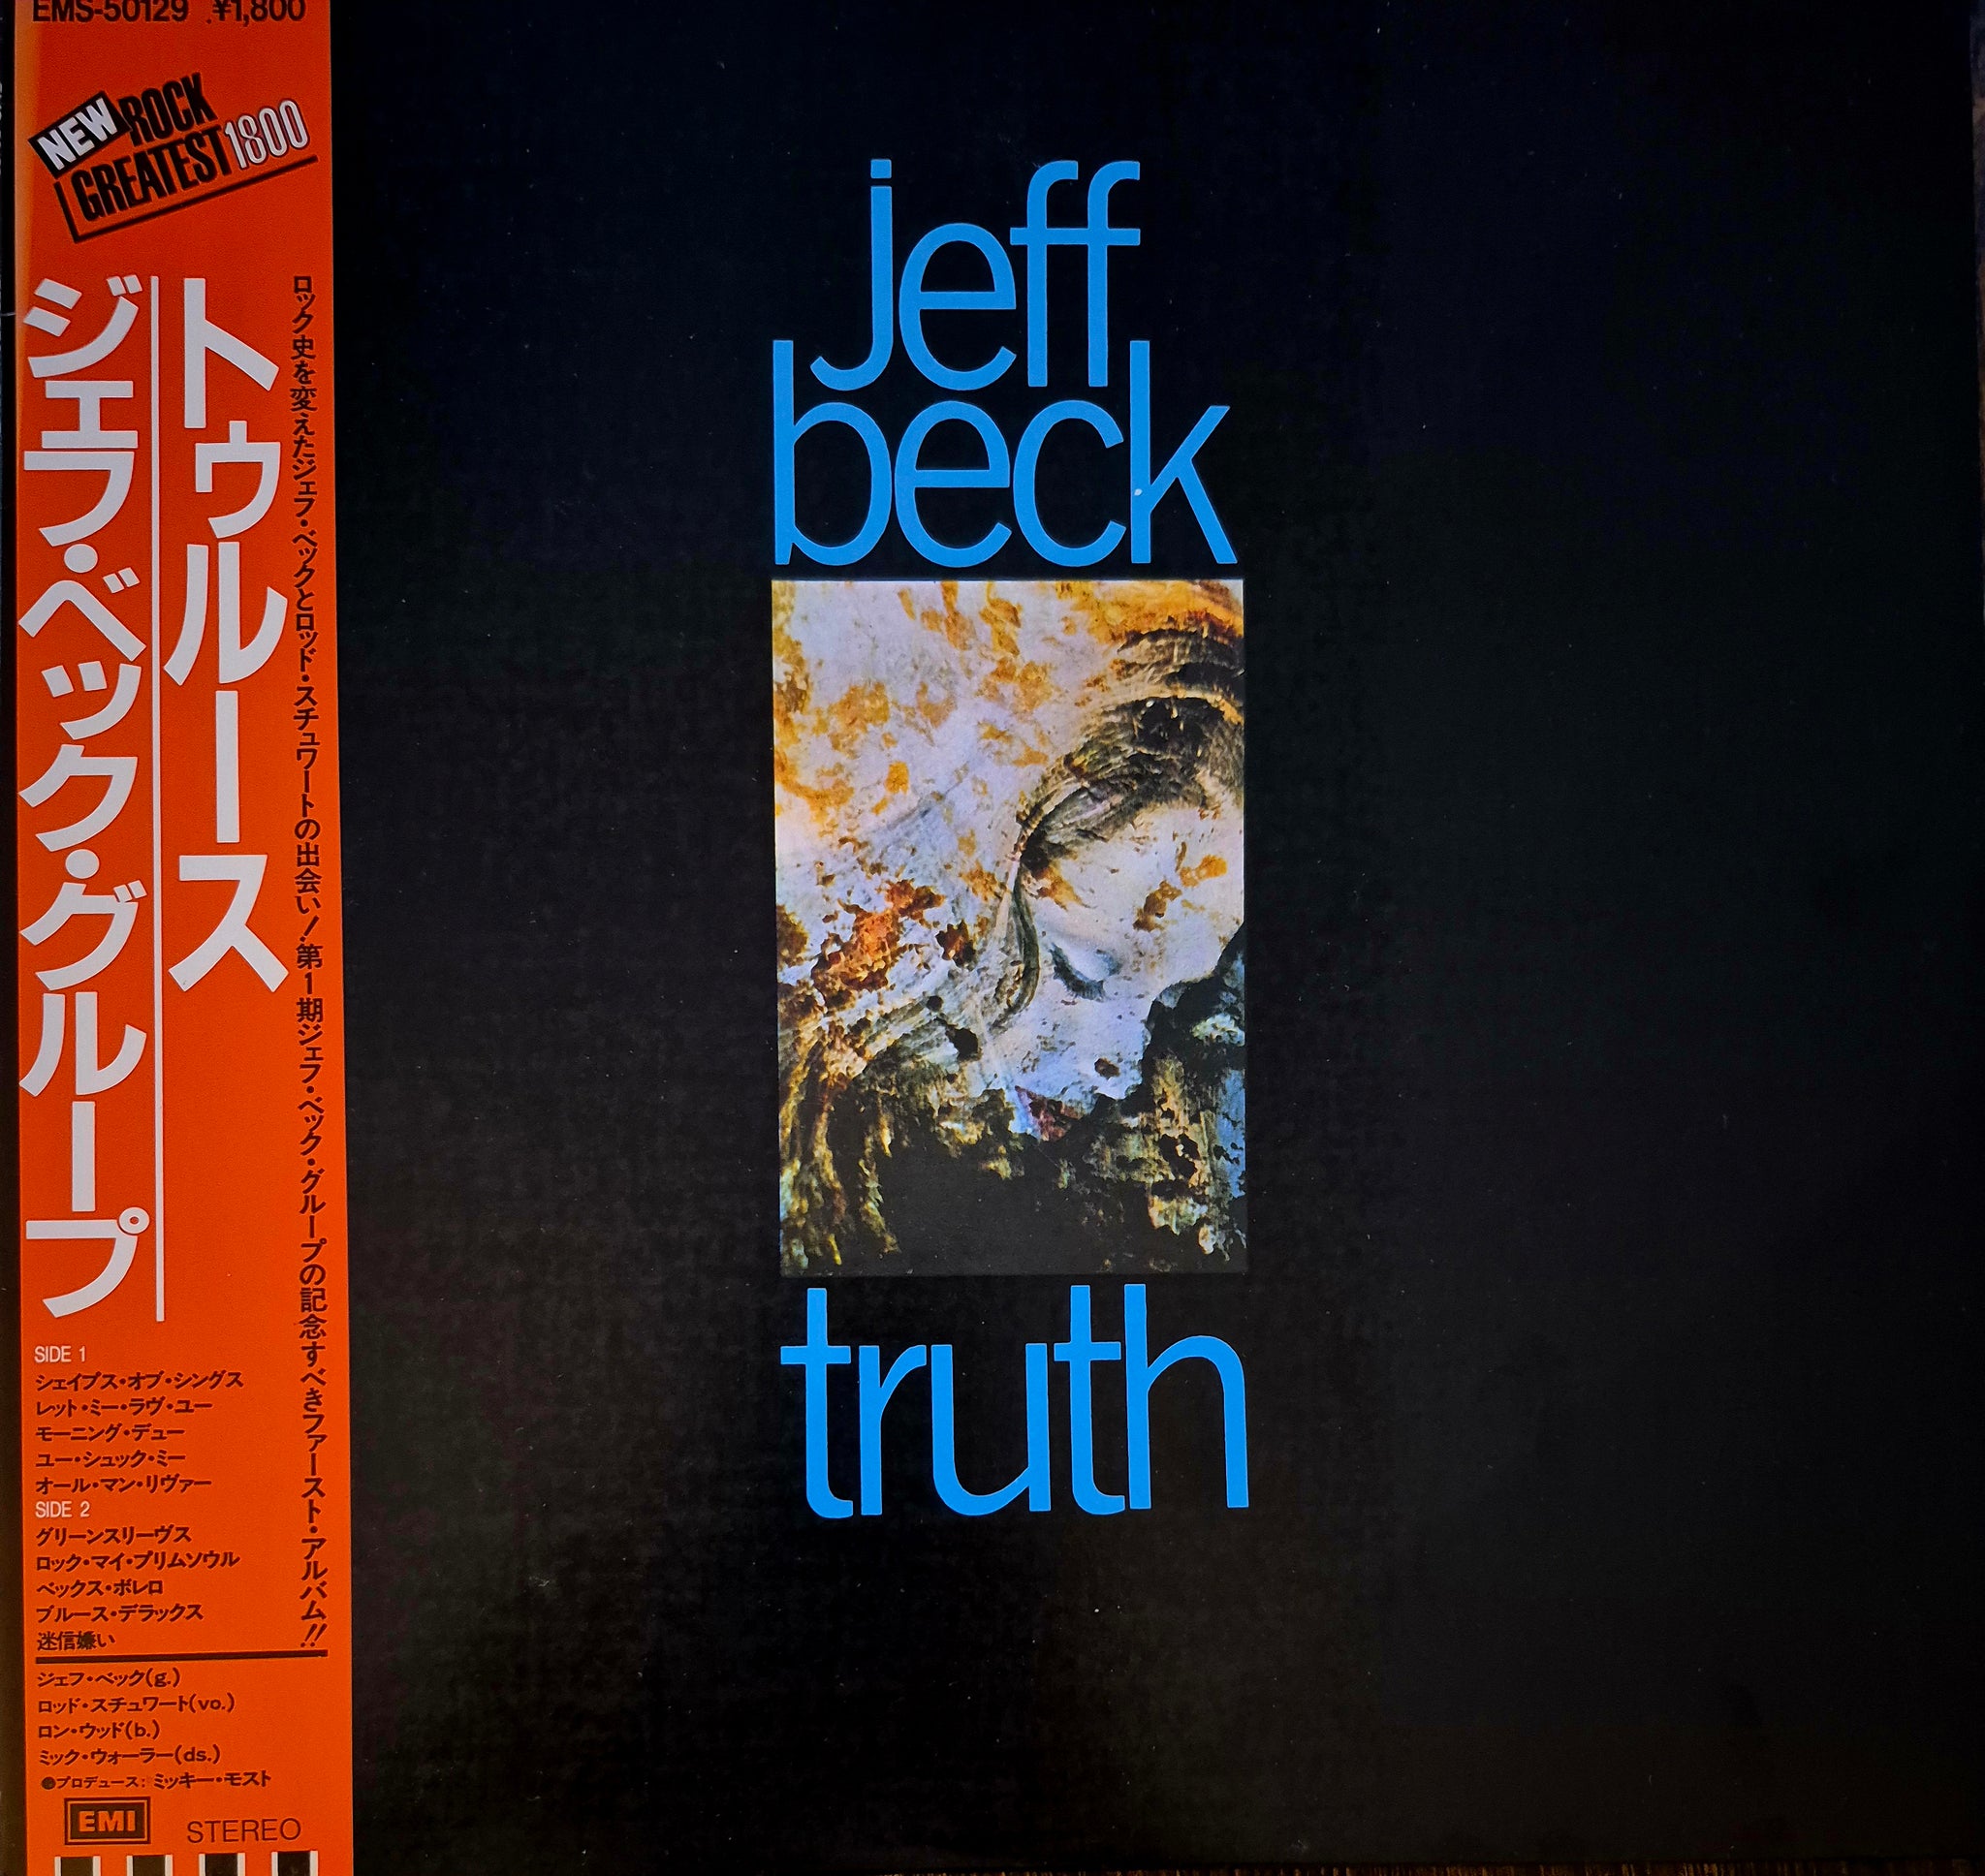 EMS-50129 ¥1,800
NEW ROCK
GREATEST 1800
ロック史を変えたジェフ・ベックとロッド・スチュワートの出会い!第1期ジェフ・ベック・グループの記念すべきファースト・アルバム!!
トゥルース
ジェフ・ベック・グループ
SIDE 1
シェイプス・オブ・シングス
レット・ミー・ラヴ・ユー
モーニング・デュー
ユー・シュック・ミー
オール・マン・リヴァー
SIDE 2
グリーンスリーヴス
ロック・マイ・プリムソウル
ベックス・ボレロ
ブルース・デラックス
迷信嫌い
ジェフ・ベック(g.)
ロッド・スチュワート(vo.)
ロン・ウッド(b.)
ミック・ウォーラー(ds.)
●プロデュース: ミッキー・モスト
EMI STEREO
jeff
beck
truth